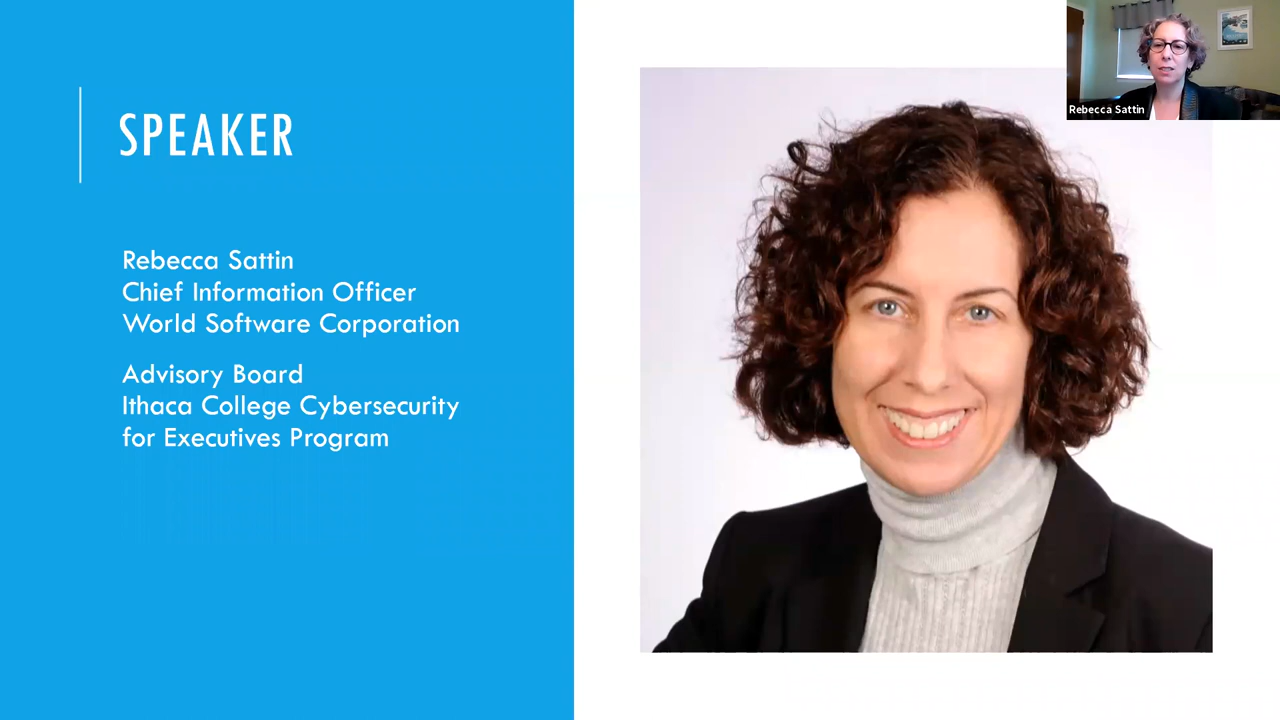 SPEAKER
Rebecca Sattin
Chief Information Officer
World Software Corporation
Advisory Board
Ithaca College Cybersecurity
for Executives Program
Rebecca Sattin